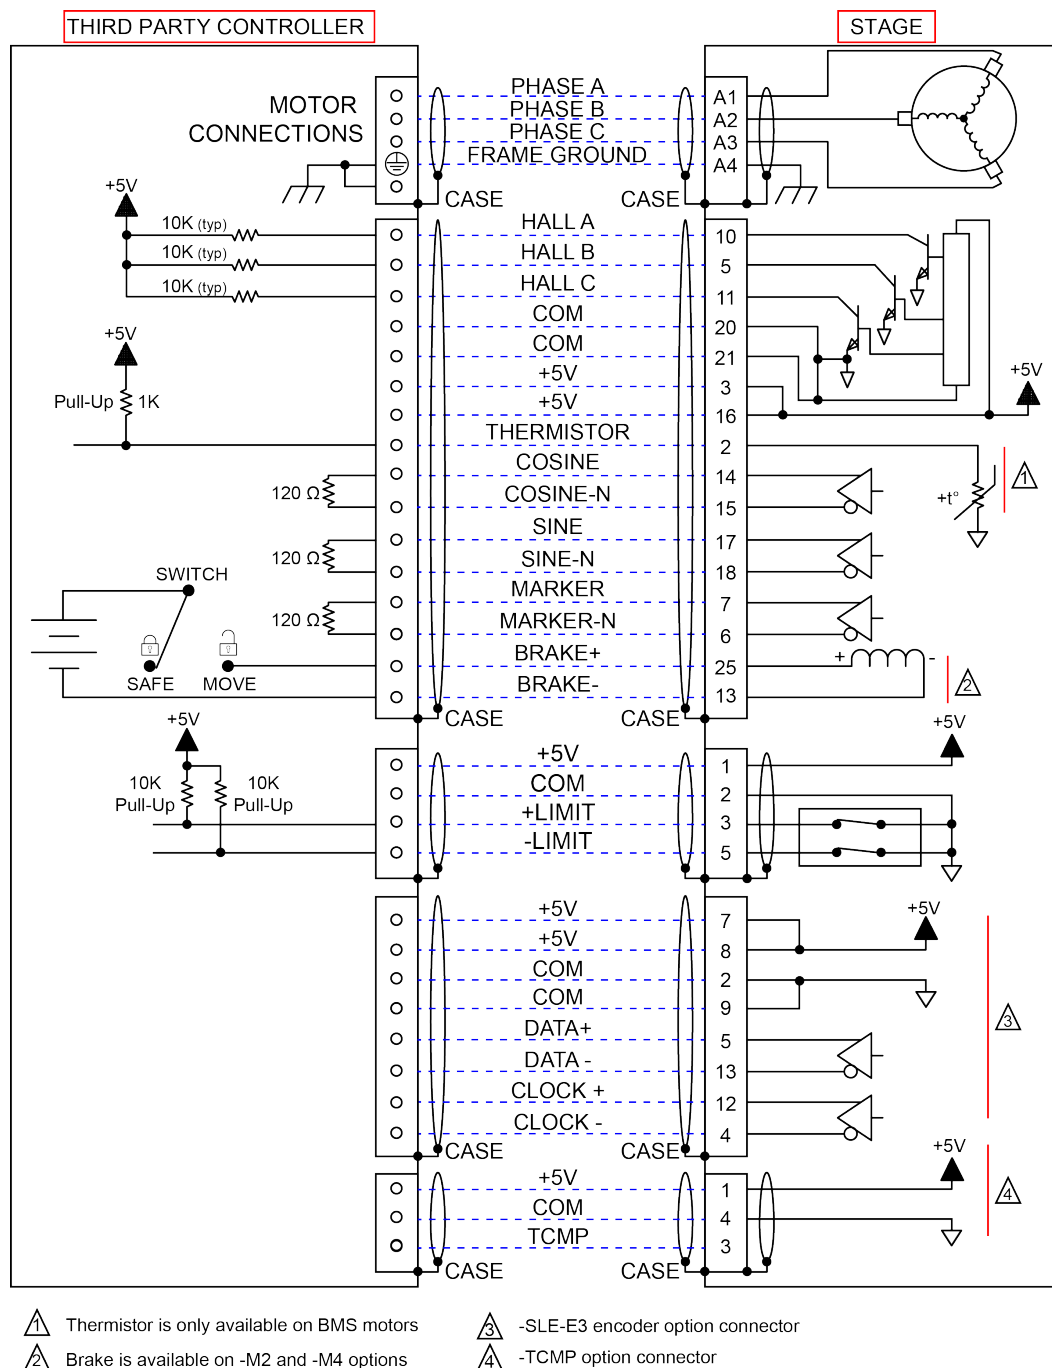 THIRD PARTY CONTROLLER
STAGE
MOTOR
CONNECTIONS
PHASE A
A1
PHASE B
A2
PHASE C
A3
FRAME GROUND
A4
CASE
CASE
+5V
10K (typ)
HALL A
10
10K (typ)
HALL B
5
10K (typ)
HALL C
11
COM
20
+5V
COM
21
+5V
3
+5V
Pull-Up
1K
+5V
16
THERMISTOR
2
COSINE
14
120 Ω
COSINE-N
15
+t°
1
SINE
17
120 Ω
SINE-N
18
SWITCH
MARKER
7
120 Ω
MARKER-N
6
BRAKE+
25
+
-
SAFE
MOVE
BRAKE-
13
2
CASE
CASE
+5V
+5V
+5V
1
10K
Pull-Up
10K
Pull-Up
COM
2
+LIMIT
3
-LIMIT
5
+5V
7
+5V
+5V
8
COM
2
COM
9
3
DATA+
5
DATA -
13
CLOCK +
12
CLOCK -
4
CASE
CASE
+5V
+5V
1
4
COM
4
TCMP
3
CASE
CASE
1 Thermistor is only available on BMS motors
2 Brake is available on -M2 and -M4 options
3 -SLE-E3 encoder option connector
4 -TCMP option connector